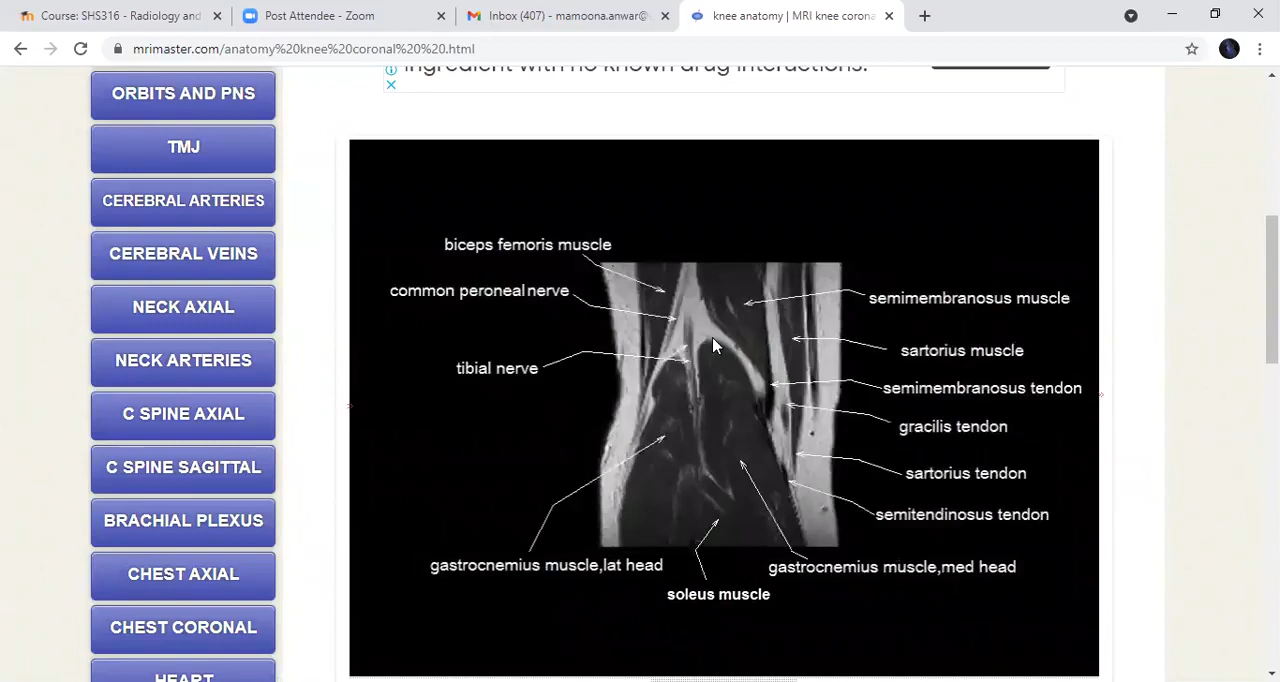 Course: SHS316 - Radiology and
Post Attendee - Zoom
Inbox (407) - mamoona.anwar@
knee anatomy | MRI knee corona
mrimaster.com/anatomy%20knee%20coronal%20%20.html
ingredient with no known drug interactions.
ORBITS AND PNS
TMJ
CEREBRAL ARTERIES
CEREBRAL VEINS
NECK AXIAL
NECK ARTERIES
C SPINE AXIAL
C SPINE SAGITTAL
BRACHIAL PLEXUS
CHEST AXIAL
CHEST CORONAL
HEART
biceps femoris muscle
common peroneal nerve
tibial nerve
gastrocnemius muscle,lat head
soleus muscle
semimembranosus muscle
sartorius muscle
semimembranosus tendon
gracilis tendon
sartorius tendon
semitendinosus tendon
gastrocnemius muscle,med head